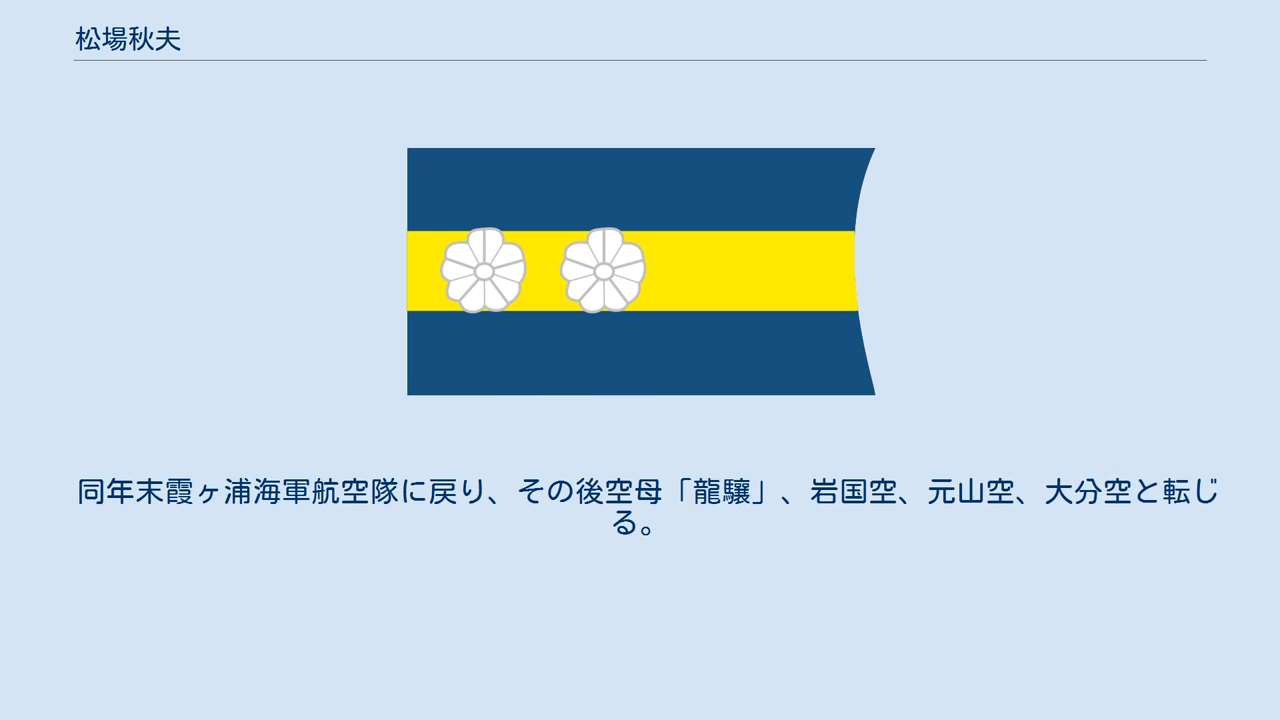 松場秋夫
同年末霞ヶ浦海軍航空隊に戻り、その後空母「龍驤」、岩国空、元山空、大分空と転じ
る。